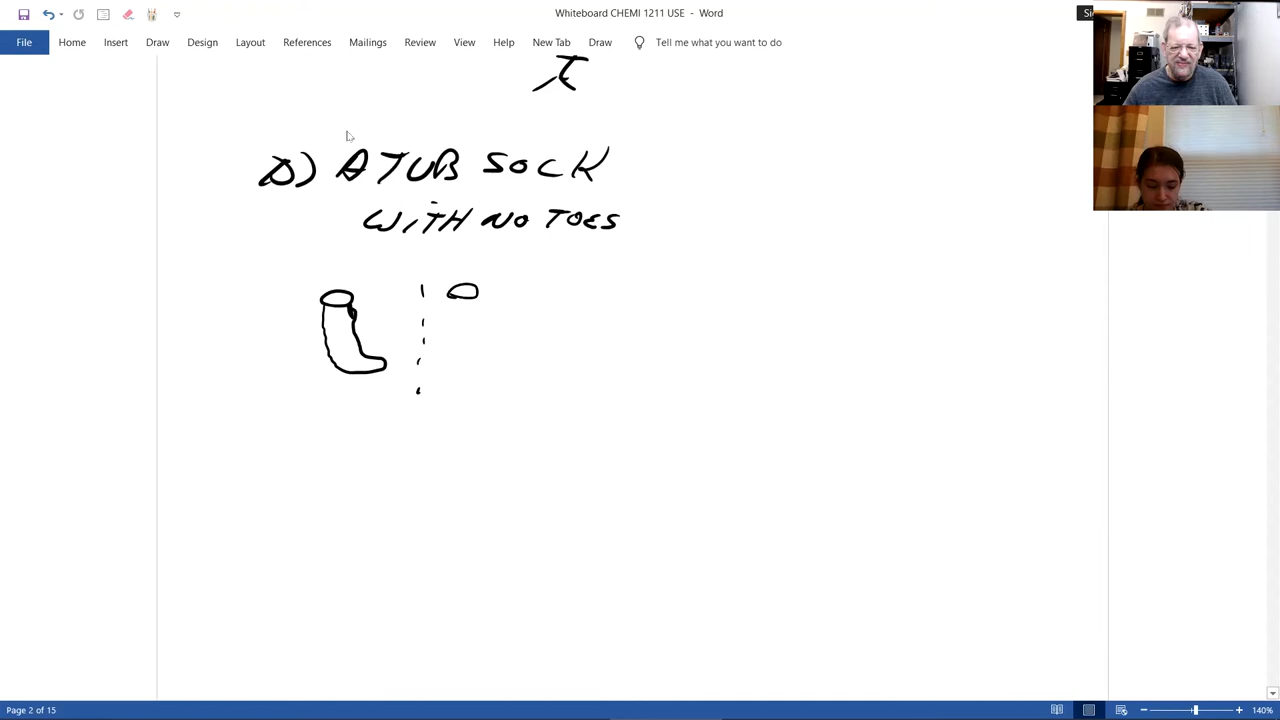 Whiteboard CHEMI 1211 USE - Word
File Home Insert Draw Design Layout References Mailings Review View Help New Tab Draw Tell me what you want to do
D) A TUB SOCK
WITH NO TOES
Page 2 of 15
140%